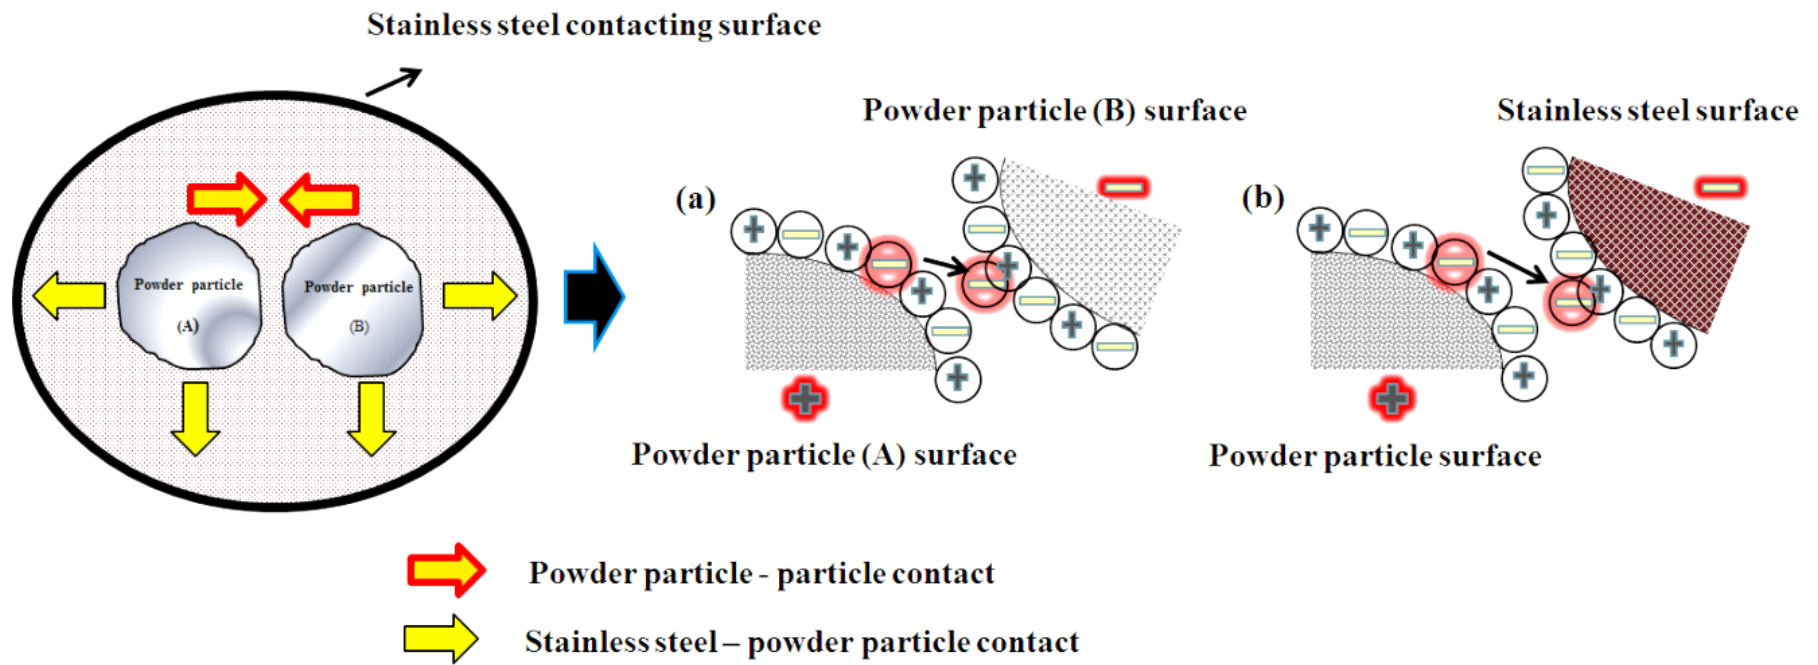 Stainless steel contacting surface
Powder particle (B) surface
Stainless steel surface
(a)
(b)
Powder particle
(A)
Powder particle
(B)
Powder particle (A) surface
Powder particle surface
Powder particle - particle contact
Stainless steel – powder particle contact